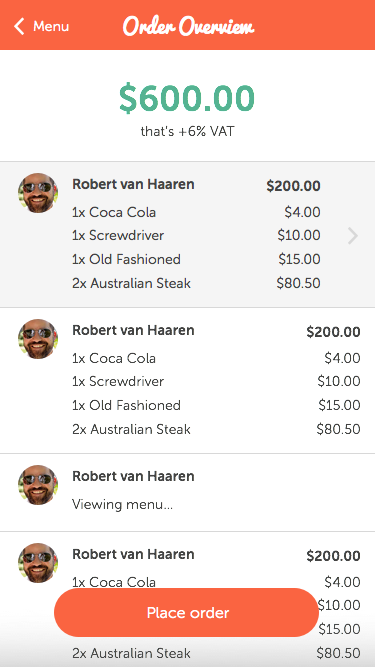 Menu
Order Overview
$600.00
that's +6% VAT
Robert van Haaren $200.00
1x Coca Cola $4.00
1x Screwdriver $10.00
1x Old Fashioned $15.00
2x Australian Steak $80.50
Robert van Haaren $200.00
1x Coca Cola $4.00
1x Screwdriver $10.00
1x Old Fashioned $15.00
2x Australian Steak $80.50
Robert van Haaren
Viewing menu...
Robert van Haaren $200.00
1x Coca Cola $4.00
$10.00
Place order
$15.00
2x Australian Steak $80.50